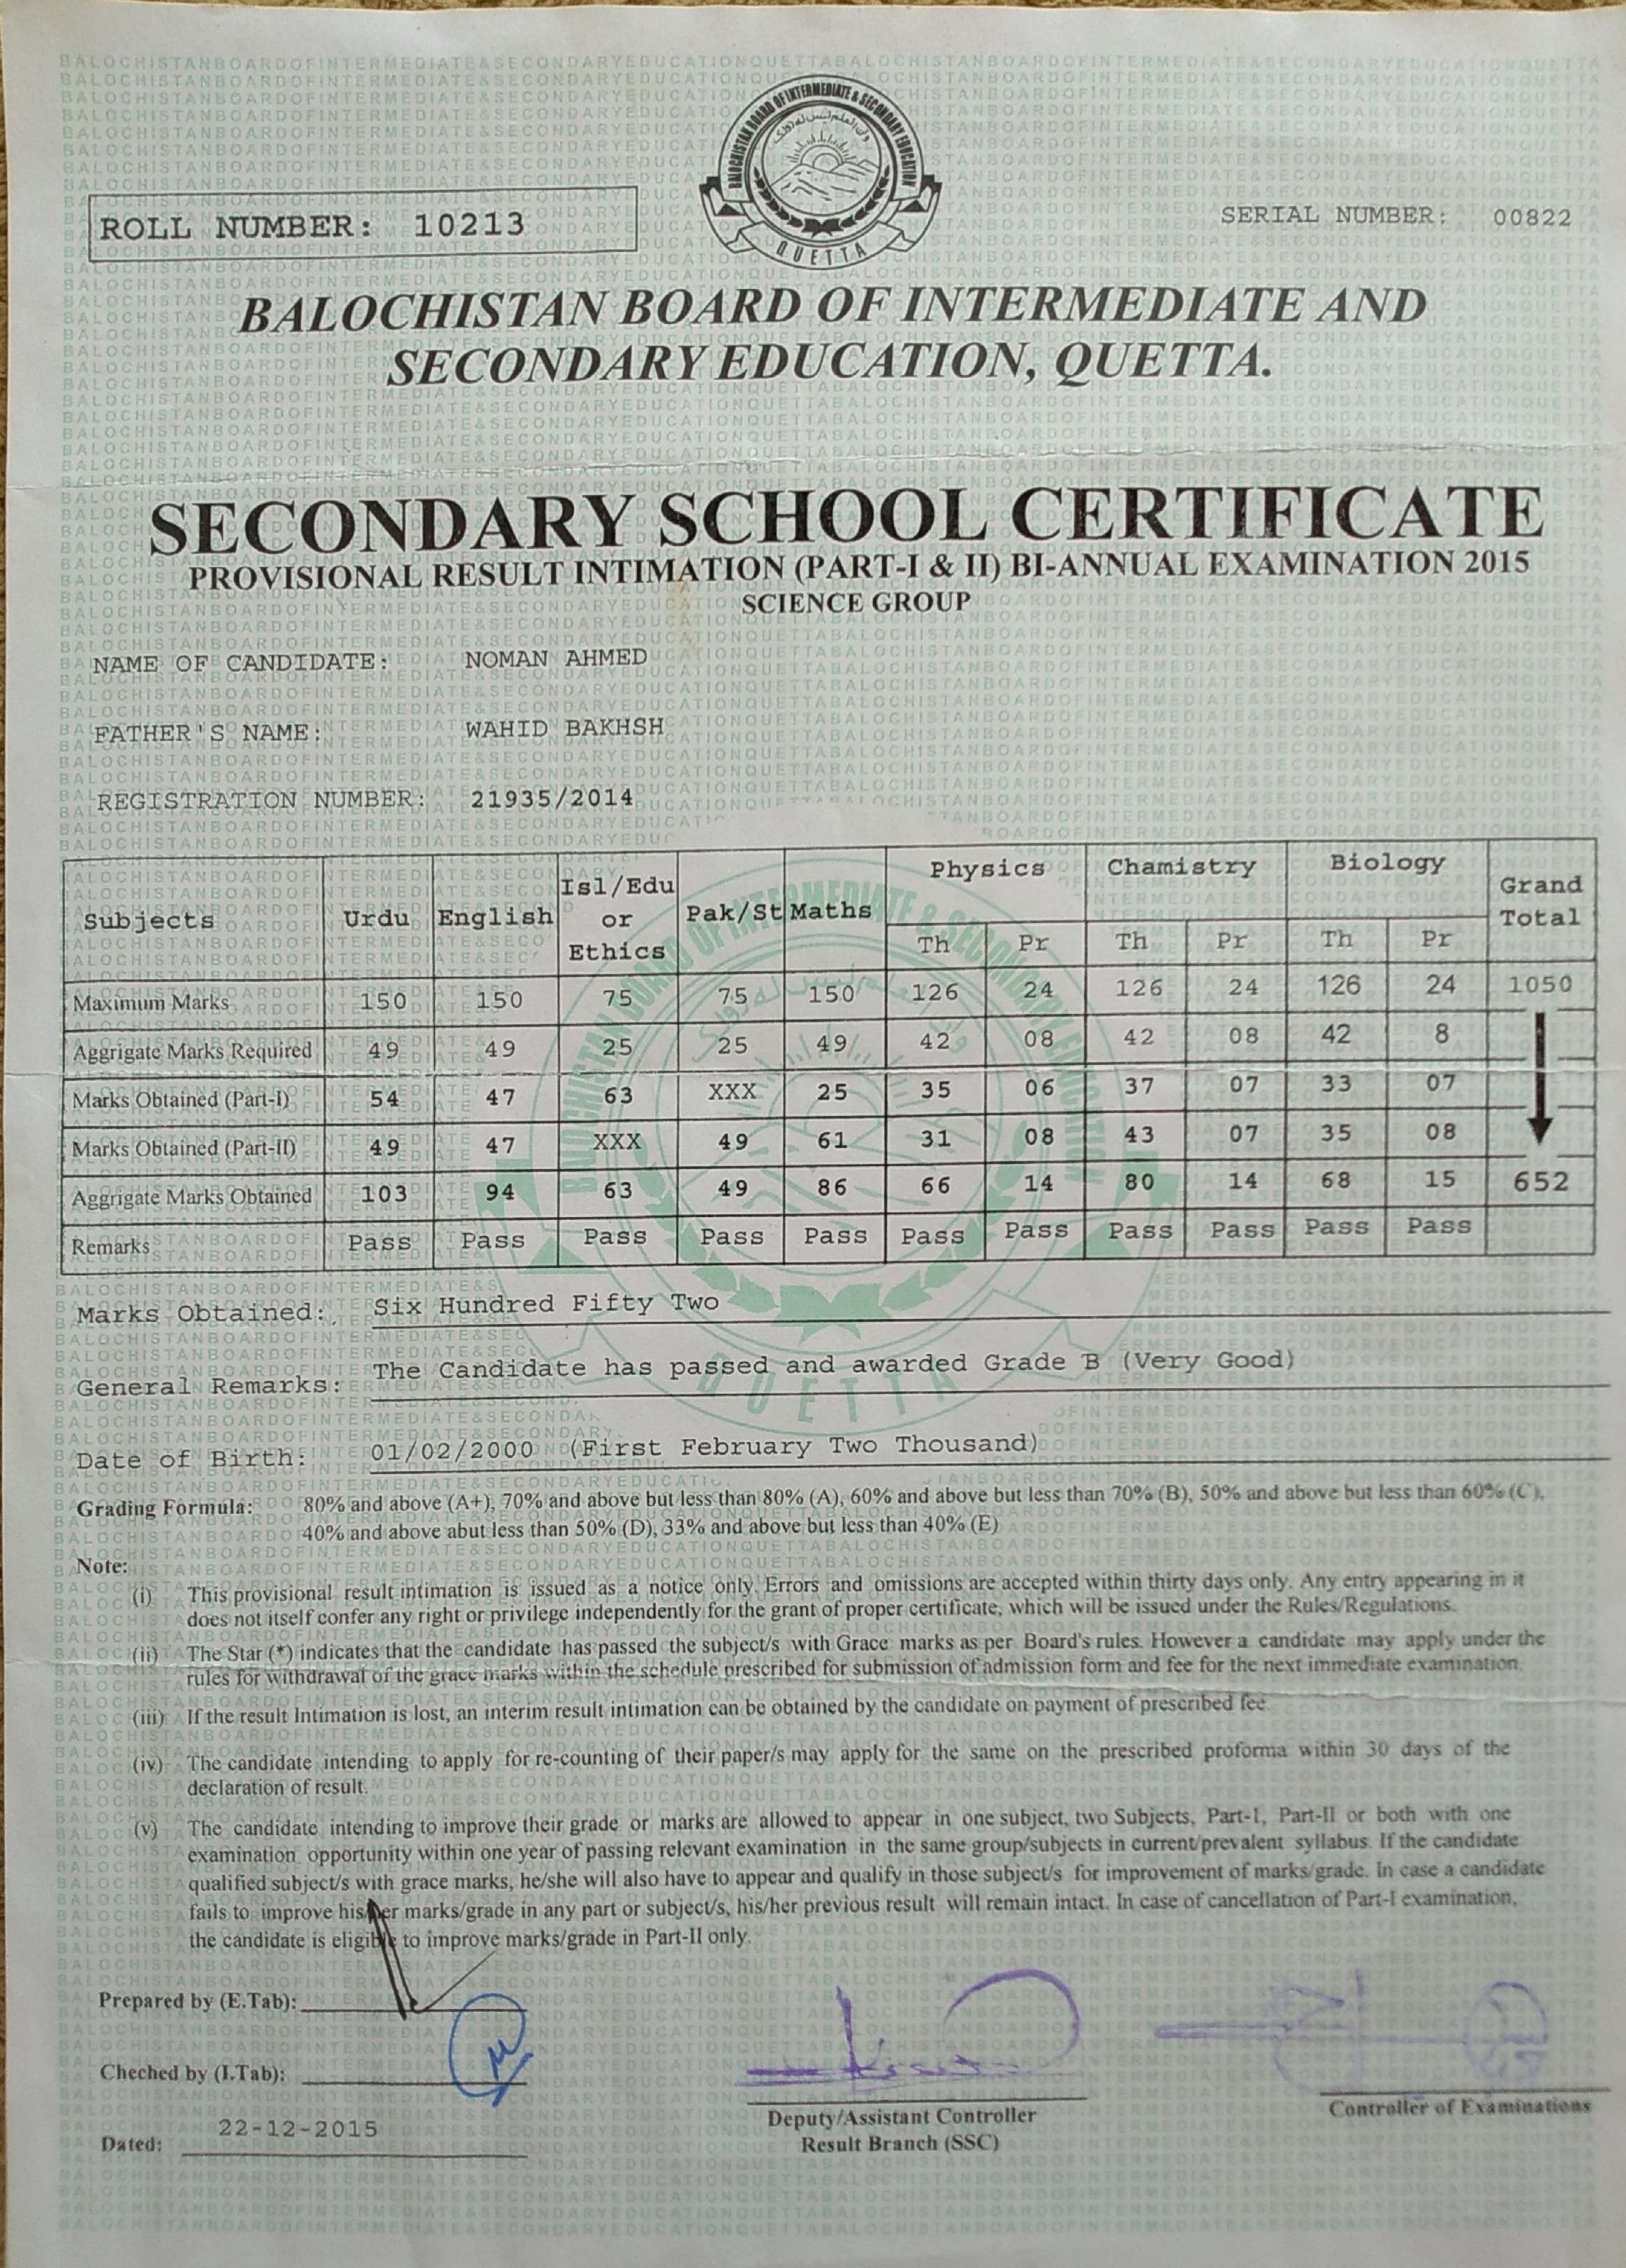 BALOCHISTAN BOARD OF INTERMEDIATE & SECONDARY EDUCATION
QUETTA
ROLL NUMBER: 10213
SERIAL NUMBER: 00822
BALOCHISTAN BOARD OF INTERMEDIATE AND
SECONDARY EDUCATION, QUETTA.
SECONDARY SCHOOL CERTIFICATE
PROVISIONAL RESULT INTIMATION (PART-I & II) BI-ANNUAL EXAMINATION 2015
SCIENCE GROUP
NAME OF CANDIDATE: NOMAN AHMED
FATHER'S NAME: WAHID BAKHSH
REGISTRATION NUMBER: 21935/2014
Subjects Urdu English Isl/Edu or Ethics Pak/St Maths Physics Chamistry Biology Grand Total
Th Pr Th Pr Th Pr
Maximum Marks 150 150 75 75 150 126 24 126 24 126 24 1050
Aggrigate Marks Required 49 49 25 25 49 42 08 42 08 42 8
Marks Obtained (Part-I) 54 47 63 XXX 25 35 06 37 07 33 07
Marks Obtained (Part-II) 49 47 XXX 49 61 31 08 43 07 35 08
Aggrigate Marks Obtained 103 94 63 49 86 66 14 80 14 68 15 652
Remarks Pass Pass Pass Pass Pass Pass Pass Pass Pass Pass Pass
Marks Obtained: Six Hundred Fifty Two
General Remarks: The Candidate has passed and awarded Grade B (Very Good)
Date of Birth: 01/02/2000 (First February Two Thousand)
Grading Formula: 80% and above (A+), 70% and above but less than 80% (A), 60% and above but less than 70% (B), 50% and above but less than 60% (C),
40% and above abut less than 50% (D), 33% and above but less than 40% (E)
Note:
(i) This provisional result intimation is issued as a notice only. Errors and omissions are accepted within thirty days only. Any entry appearing in it
does not itself confer any right or privilege independently for the grant of proper certificate, which will be issued under the Rules/Regulations.
(ii) The Star (*) indicates that the candidate has passed the subject/s with Grace marks as per Board's rules. However a candidate may apply under the
rules for withdrawal of the grace marks within the schedule prescribed for submission of admission form and fee for the next immediate examination.
(iii) If the result Intimation is lost, an interim result intimation can be obtained by the candidate on payment of prescribed fee.
(iv) The candidate intending to apply for re-counting of their paper/s may apply for the same on the prescribed proforma within 30 days of the
declaration of result.
(v) The candidate intending to improve their grade or marks are allowed to appear in one subject, two Subjects, Part-I, Part-II or both with one
examination opportunity within one year of passing relevant examination in the same group/subjects in current/prevalent syllabus. If the candidate
qualified subject/s with grace marks, he/she will also have to appear and qualify in those subject/s for improvement of marks/grade. In case a candidate
fails to improve his/her marks/grade in any part or subject/s, his/her previous result will remain intact. In case of cancellation of Part-I examination,
the candidate is eligible to improve marks/grade in Part-II only.
Prepared by (E.Tab):
Cheched by (I.Tab):
Dated: 22-12-2015
Deputy/Assistant Controller
Result Branch (SSC)
Controller of Examinations